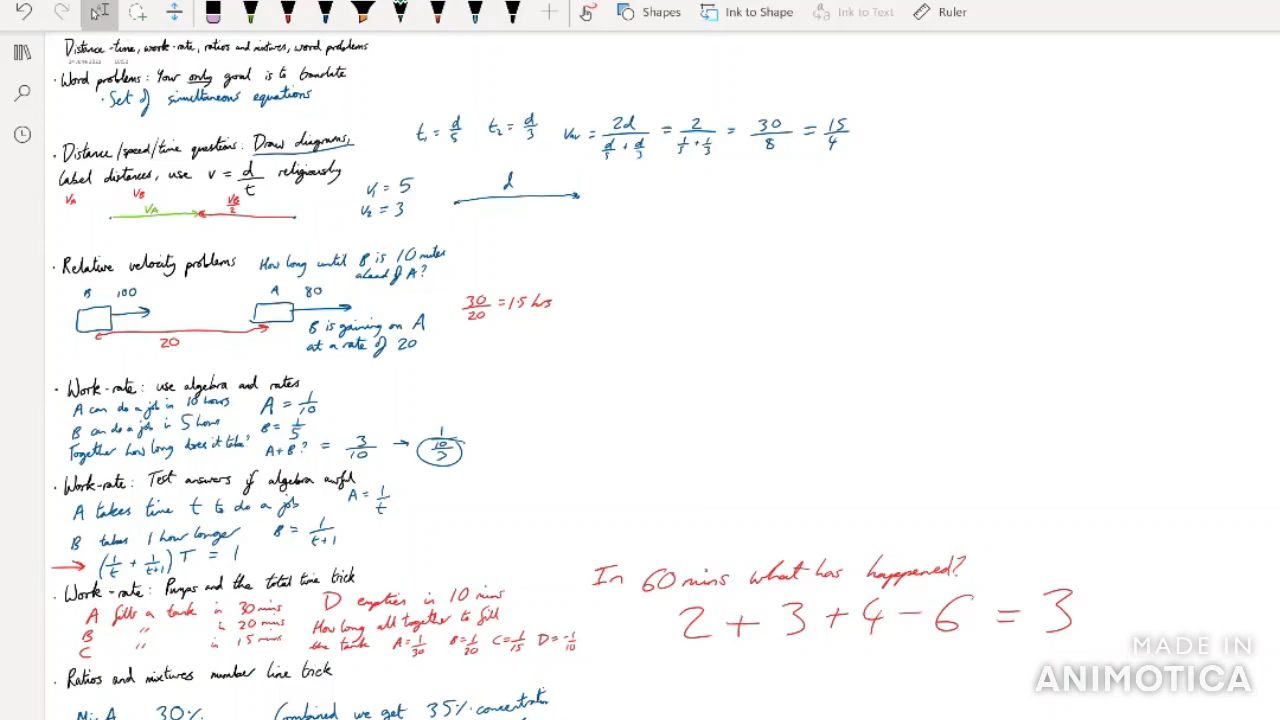 Shapes
Ink to Shape
Ink to Text
Ruler
Distance-time, work-rate, ratios and mixtures, word problems
· Word problems: Your only goal is to translate
· Set of simultaneous equations
t₁ = d/5 t₂ = d/3 Vav = 2d/(d/5 + d/3) = 2/(1/5 + 1/3) = 30/8 = 15/4
· Distance/speed/time questions: Draw diagrams,
label distances, use v = d/t religiously
VA VB
VA VB/2
V₁ = 5
V₂ = 3
d
· Relative velocity problems How long until B is 10 metres
ahead of A?
B 100 A 80
30/20 = 1.5 hrs
20
B is gaining on A
at a rate of 20
· Work-rate: use algebra and rates
A can do a job in 10 hours A = 1/10
B can do a job in 5 hours B = 1/5
Together how long does it take? A+B? = 3/10 → 1/(10/3)
· Work-rate: Test answers if algebra awful
A takes time t to do a job A = 1/t
B takes 1 hour longer B = 1/(t+1)
→ (1/t + 1/(t+1)) T = 1
· Work-rate: Pumps and the total time trick
A fills a tank in 30 mins D empties in 10 mins
B " in 20 mins How long all together to fill
C " in 15 mins the tank A = 1/30 B = 1/20 C = 1/15 D = -1/10
In 60 mins what has happened?
2 + 3 + 4 - 6 = 3
· Ratios and mixtures number line trick
Mix A 30% Combined we get 35% concentration
MADE IN
ANIMOTICA